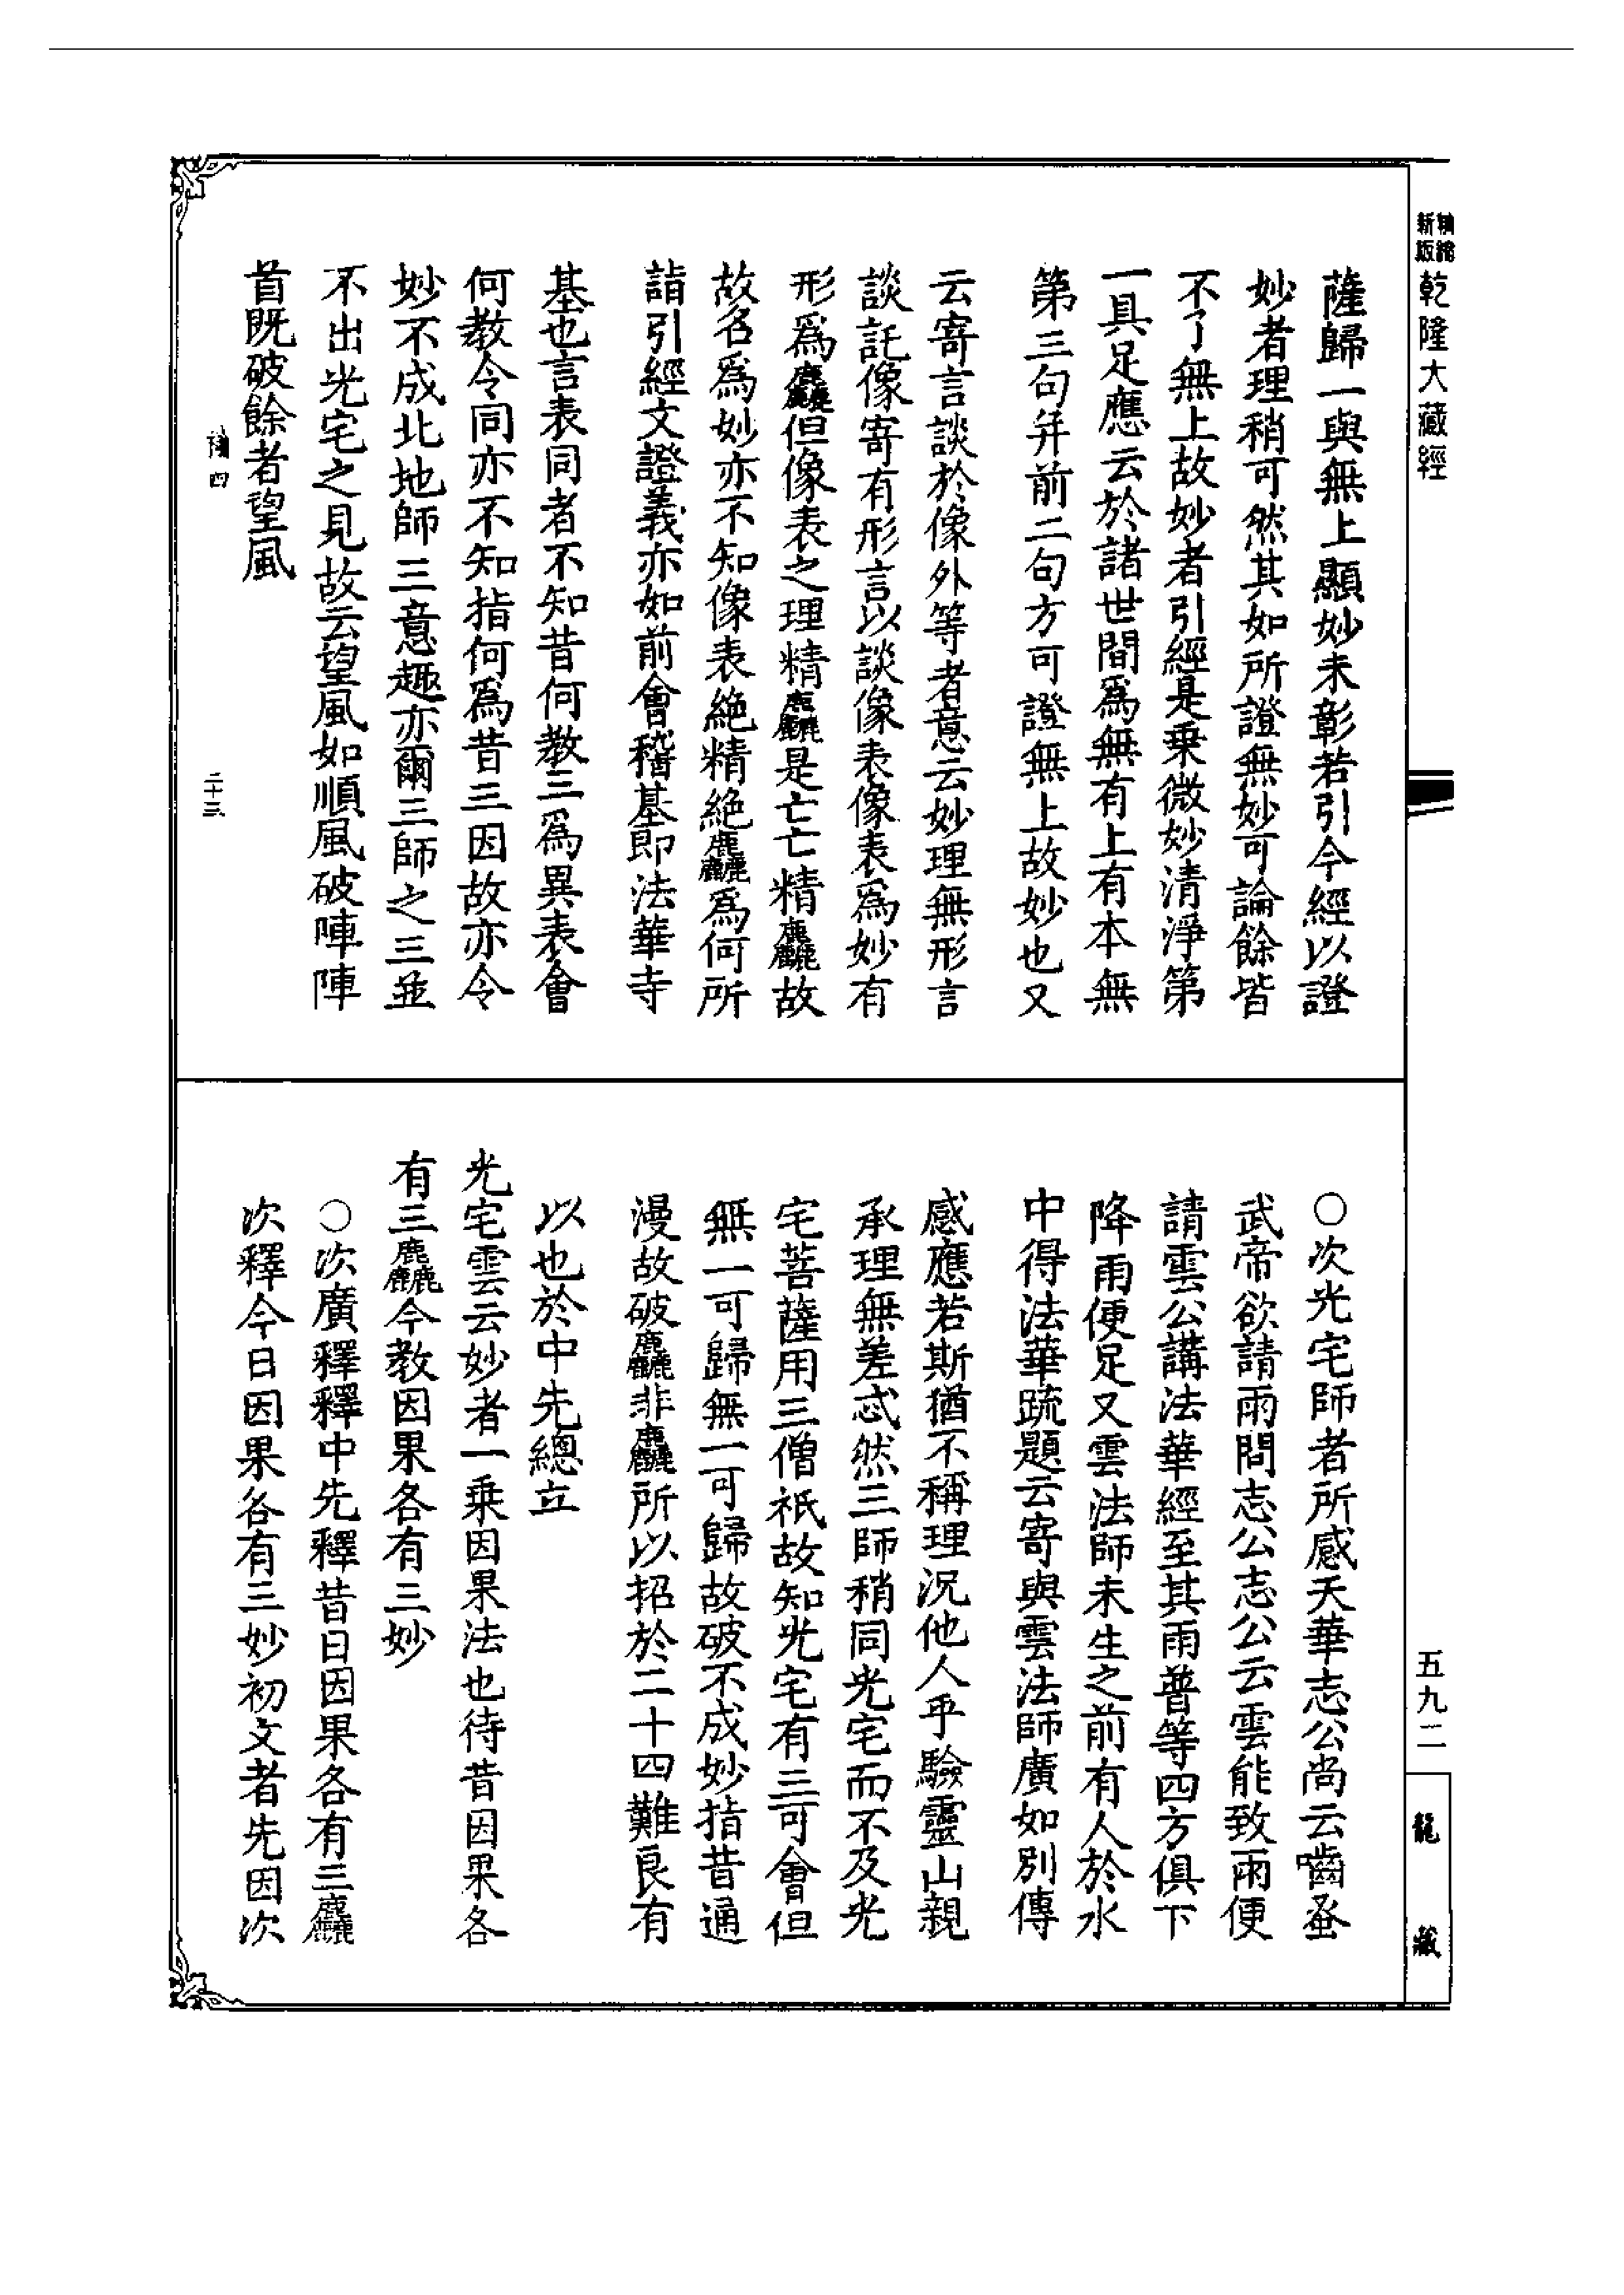 精縮新版
乾隆大藏經
薩歸一與無上顯妙未彰若引今經以證
妙者理稍可然其如所證無妙可論餘皆
不了無上故妙者引經是乗微妙清淨第
一具足應云於諸世間爲無有上有本無
第三句并前二句方可證無上故妙也又
云寄言談於像外等者意云妙理無形言
談託像寄有形言以談像表像表爲妙有
形爲麤但像表之理精麤是亡亡精麤故
故名爲妙亦不知像表絶精絶麤爲何所
詣引經文證義亦如前會稽基即法華寺
基也言表同者不知昔何教三爲異表會
何教令同亦不知指何爲昔三因故亦令
妙不成北地師三意趣亦爾三師之三並
不出光宅之見故云望風如順風破陣陣
首既破餘者望風
四
二十三
○次光宅師者所感天華志公尚云齧蚤
武帝欲請雨問志公志公云雲能致雨便
請雲公講法華經至其雨普等四方俱下
降雨便足又雲法師未生之前有人於水
中得法華疏題云寄與雲法師廣如別傳
感應若斯猶不稱理況他人乎驗靈山親
承理無差忒然三師稍同光宅而不及光
宅菩薩用三僧祇故知光宅有三可會但
無一可歸無一可歸故破不成妙指昔通
漫故破麤非麤所以招於二十四難良有
以也於中先總立
光宅雲云妙者一乗因果法也待昔因果各
有三麤今教因果各有三妙
○次廣釋釋中先釋昔日因果各有三麤
次釋今日因果各有三妙初文者先因次
五九二
龍藏